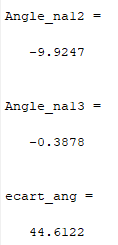 Angle_na12 =
-9.9247
Angle_na13 =
-0.3878
ecart_ang =
44.6122